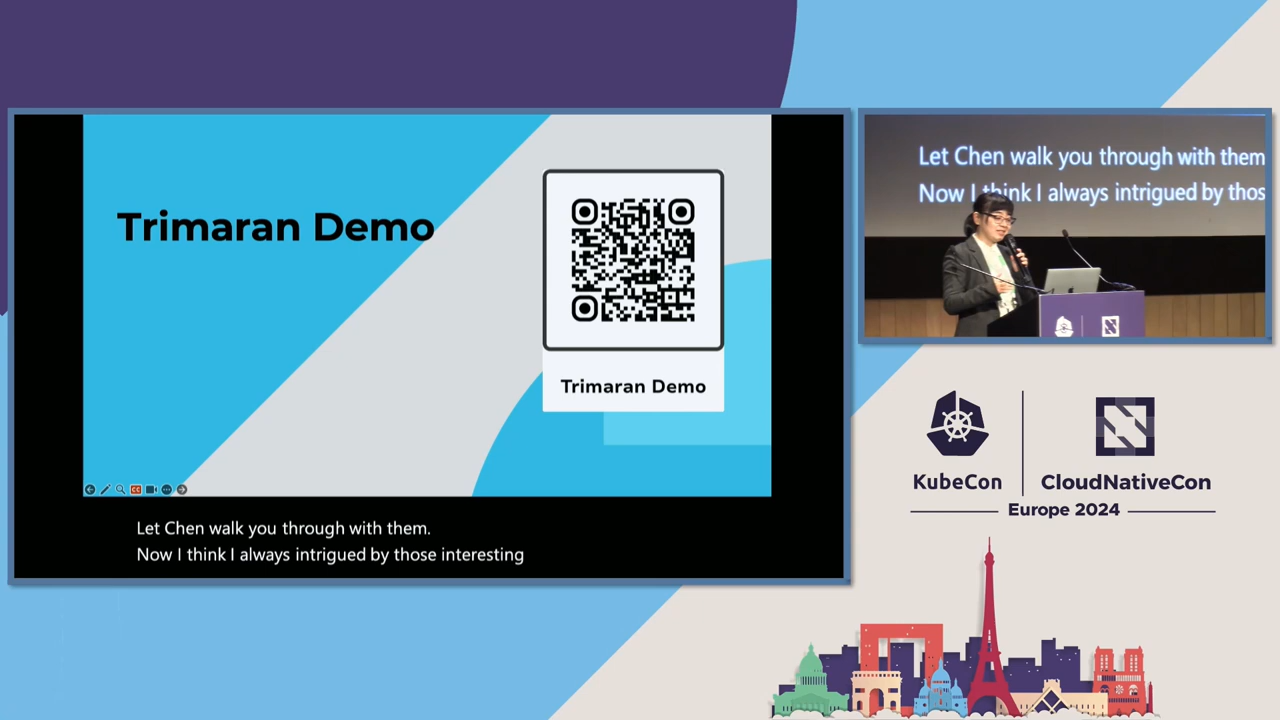 Trimaran Demo
Trimaran Demo
CC
Let Chen walk you through with them.
Now I think I always intrigued by those interesting
Let Chen walk you through with them
Now I think I always intrigued by thos
KubeCon
CloudNativeCon
Europe 2024